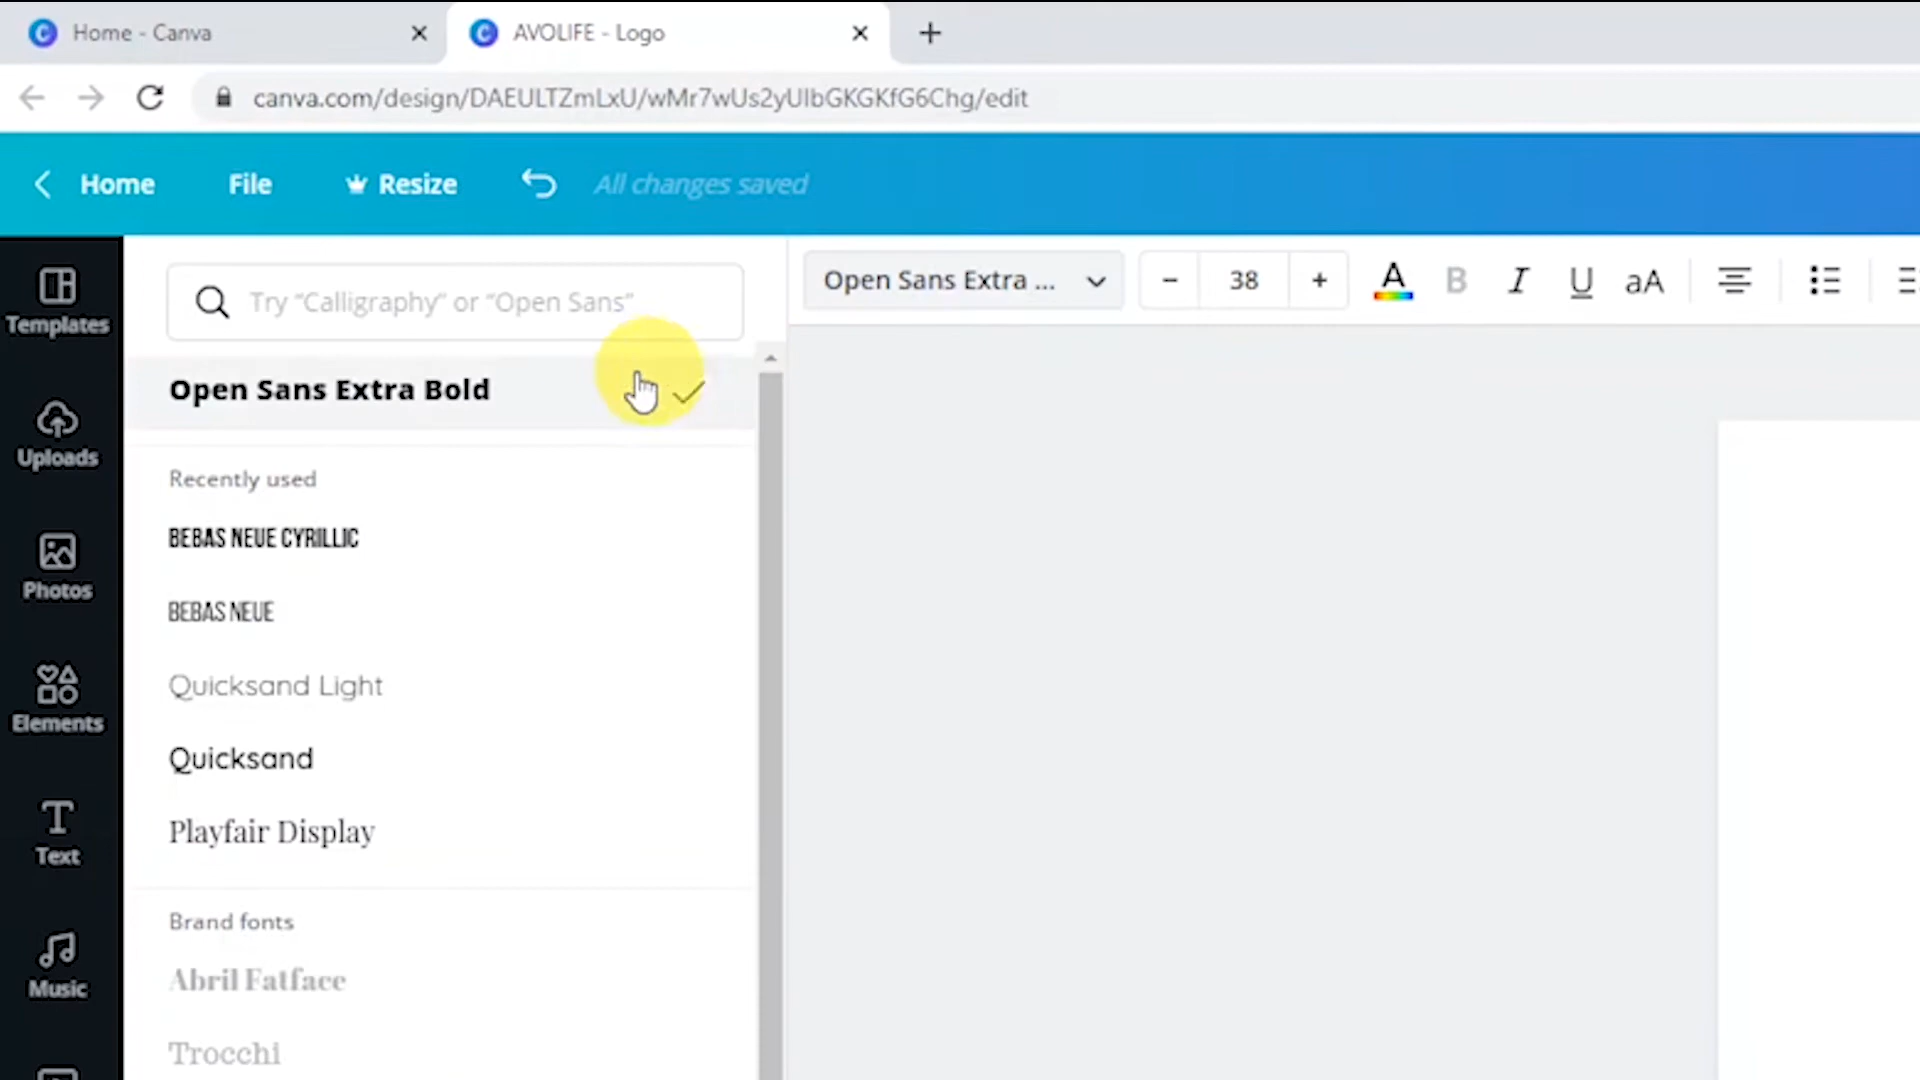 Home - Canva
AVOLIFE - Logo
canva.com/design/DAEULTZmLxU/wMr7wUs2yUIbGKGKfG6Chg/edit
Home
File
Resize
All changes saved
Templates
Uploads
Photos
Elements
Text
Music
Try “Calligraphy” or “Open Sans”
Open Sans Extra Bold
Recently used
BEBAS NEUE CYRILLIC
BEBAS NEUE
Quicksand Light
Quicksand
Playfair Display
Brand fonts
Abril Fatface
Trocchi
Open Sans Extra ...
38
A
B
I
U
aA